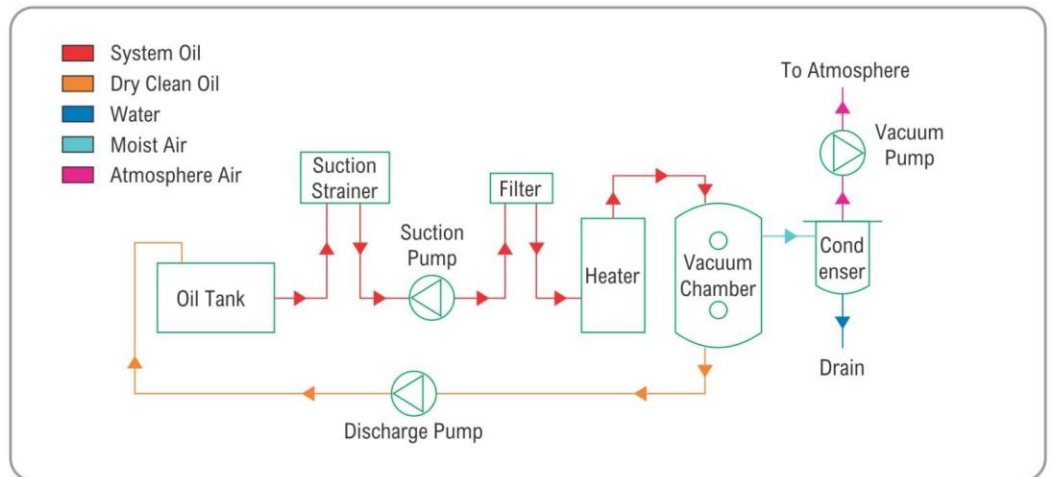 System Oil
Dry Clean Oil
Water
Moist Air
Atmosphere Air
To Atmosphere
Vacuum
Pump
Suction
Strainer
Filter
Suction
Pump
Oil Tank
Heater
Vacuum
Chamber
Cond
enser
Drain
Discharge Pump